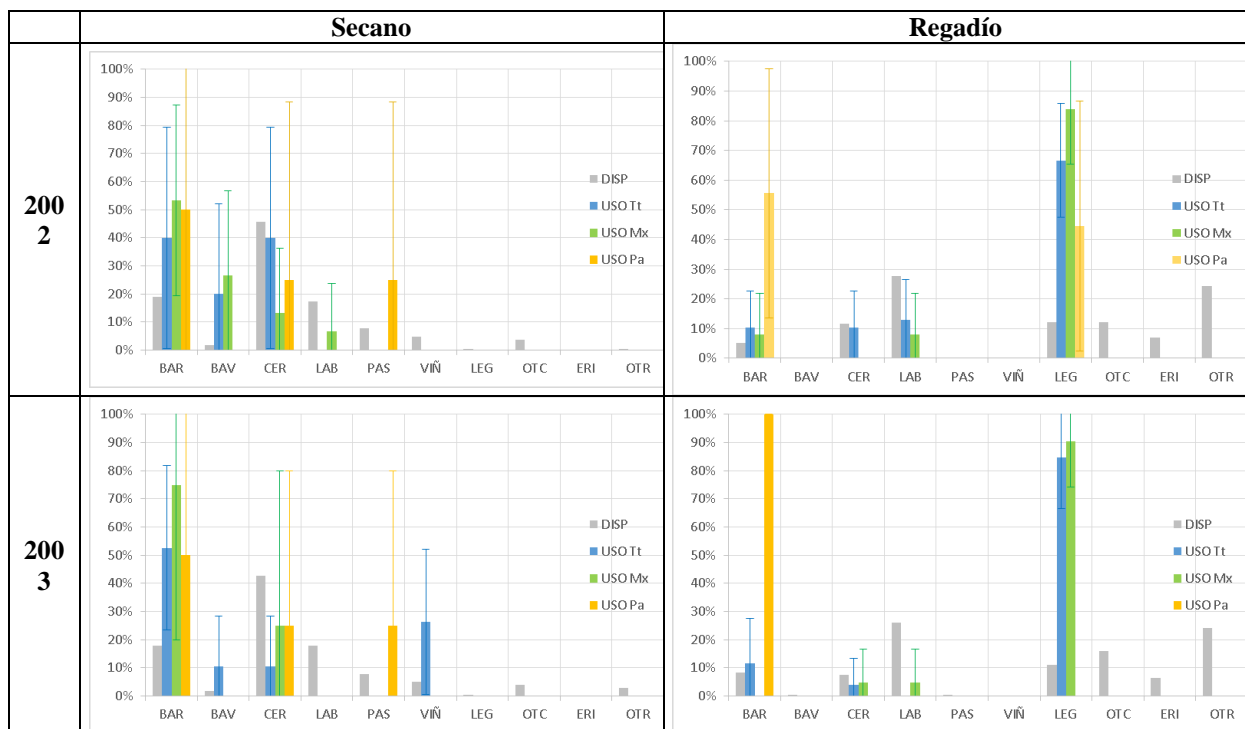 Secano
Regadío
200
2
100%
90%
80%
70%
60%
50%
40%
30%
20%
10%
0%
BAR BAV CER LAB PAS VIÑ LEG OTC ERI OTR
DISP
USO Tt
USO Mx
USO Pa
100%
90%
80%
70%
60%
50%
40%
30%
20%
10%
0%
BAR BAV CER LAB PAS VIÑ LEG OTC ERI OTR
DISP
USO Tt
USO Mx
USO Pa
200
3
100%
90%
80%
70%
60%
50%
40%
30%
20%
10%
0%
BAR BAV CER LAB PAS VIÑ LEG OTC ERI OTR
DISP
USO Tt
USO Mx
USO Pa
100%
90%
80%
70%
60%
50%
40%
30%
20%
10%
0%
BAR BAV CER LAB PAS VIÑ LEG OTC ERI OTR
DISP
USO Tt
USO Mx
USO Pa